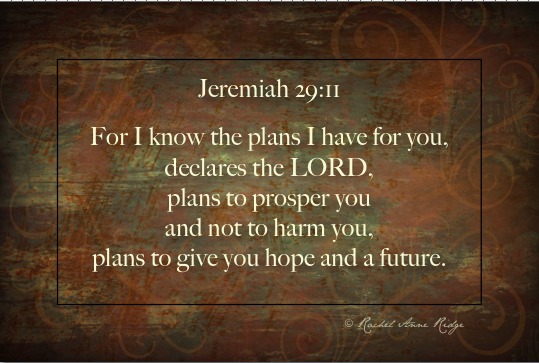 Jeremiah 29:11
For I know the plans I have for you,
declares the LORD,
plans to prosper you
and not to harm you,
plans to give you hope and a future.
© Rachel Anne Ridge